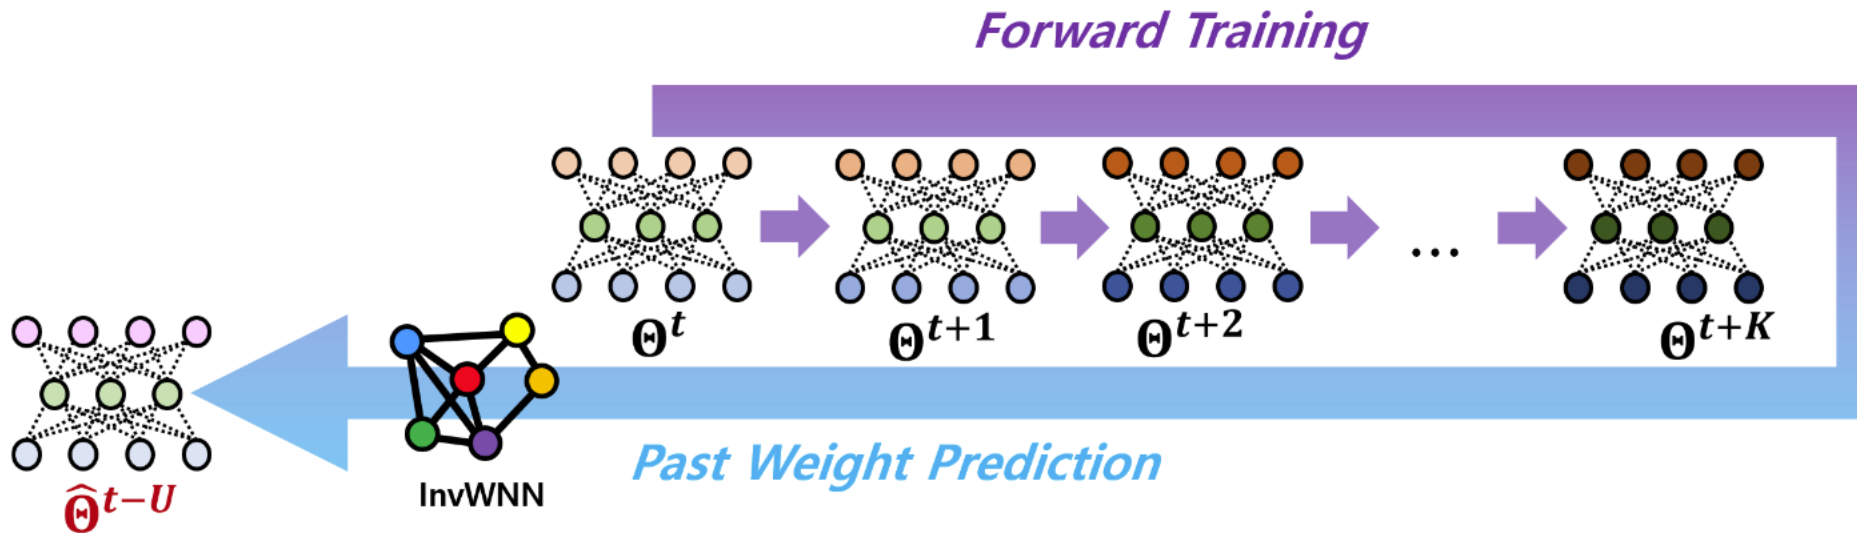 Forward Training
Θ^t
Θ^{t+1}
Θ^{t+2}
...
Θ^{t+K}
Past Weight Prediction
InvWNN
Θ̂^{t−U}